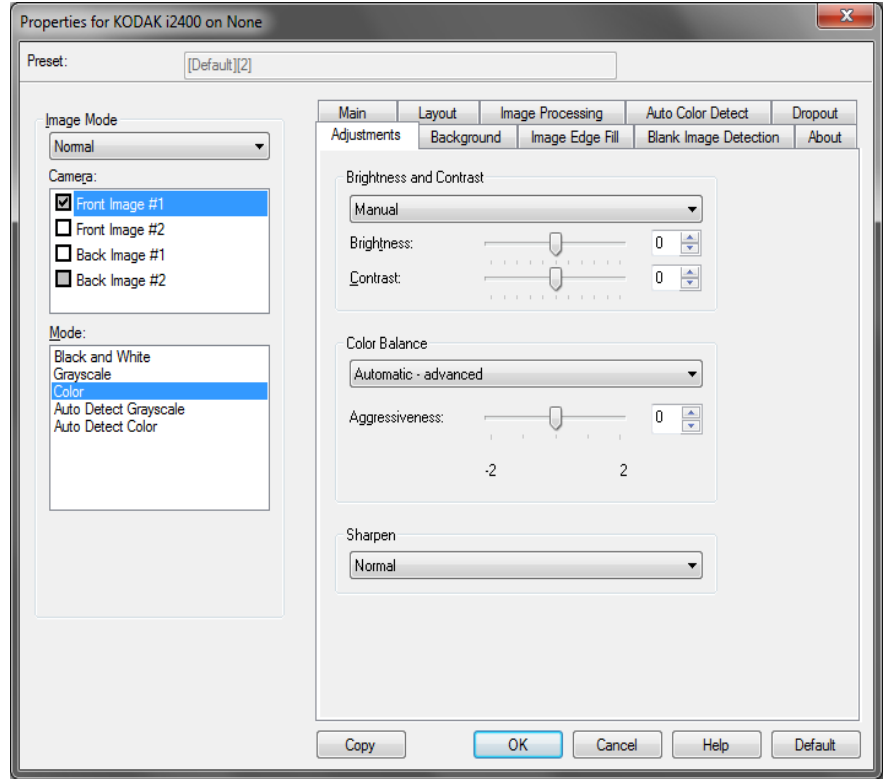 Properties for KODAK i2400 on None
x
Preset:
[Default][2]
Image Mode
Normal
Camera:
Front Image #1
Front Image #2
Back Image #1
Back Image #2
Mode:
Black and White
Grayscale
Color
Auto Detect Grayscale
Auto Detect Color
Main Layout Image Processing Auto Color Detect Dropout
Adjustments Background Image Edge Fill Blank Image Detection About
Brightness and Contrast
Manual
Brightness: 0
Contrast: 0
Color Balance
Automatic - advanced
Aggressiveness: 0
-2 2
Sharpen
Normal
Copy OK Cancel Help Default